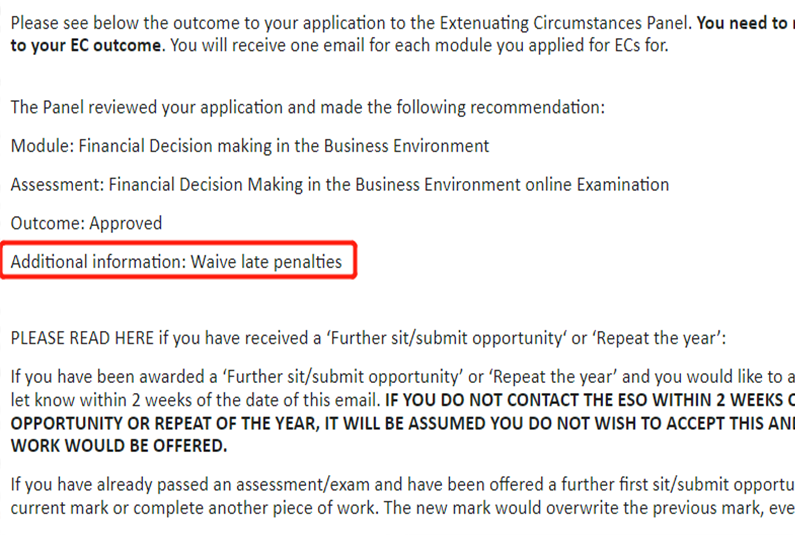 Please see below the outcome to your application to the Extenuating Circumstances Panel. You need to
to your EC outcome. You will receive one email for each module you applied for ECs for.
The Panel reviewed your application and made the following recommendation:
Module: Financial Decision making in the Business Environment
Assessment: Financial Decision Making in the Business Environment online Examination
Outcome: Approved
Additional information: Waive late penalties
PLEASE READ HERE if you have received a ‘Further sit/submit opportunity‘ or ‘Repeat the year’:
If you have been awarded a ‘Further sit/submit opportunity’ or ‘Repeat the year’ and you would like to a
let know within 2 weeks of the date of this email. IF YOU DO NOT CONTACT THE ESO WITHIN 2 WEEKS
OPPORTUNITY OR REPEAT OF THE YEAR, IT WILL BE ASSUMED YOU DO NOT WISH TO ACCEPT THIS
WORK WOULD BE OFFERED.
If you have already passed an assessment/exam and have been offered a further first sit/submit opportu
current mark or complete another piece of work. The new mark would overwrite the previous mark, eve